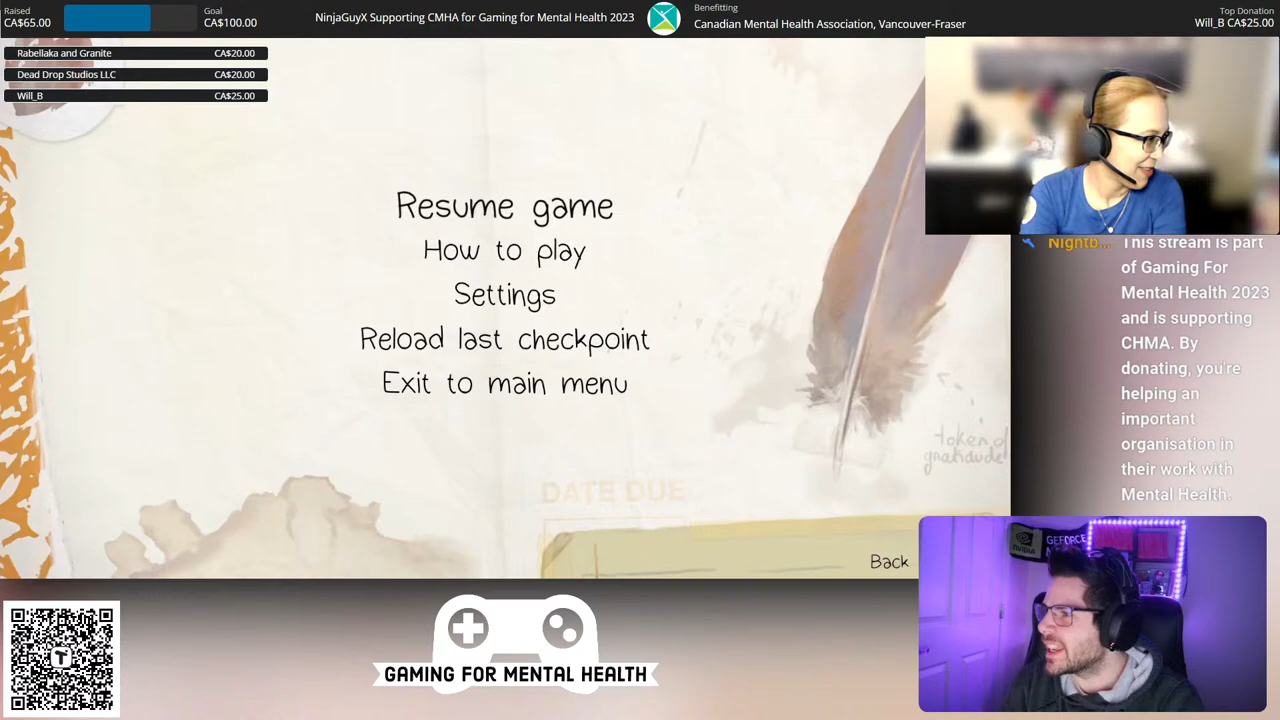 Raised
CA$65.00
Goal
CA$100.00
NinjaGuyX Supporting CMHA for Gaming for Mental Health 2023
Benefitting
Canadian Mental Health Association, Vancouver-Fraser
Top Donation
Will_B CA$25.00
Rabellaka and Granite CA$20.00
Dead Drop Studios LLC CA$20.00
Will_B CA$25.00
Resume game
How to play
Settings
Reload last checkpoint
Exit to main menu
token of
gratidude
DATE DUE
Back
Nightb... This stream is part
of Gaming For
Mental Health 2023
and is supporting
CHMA. By
donating, you're
helping an
important
organisation in
their work with
Mental Health.
GEFORCE
NVIDIA
T
GAMING FOR MENTAL HEALTH